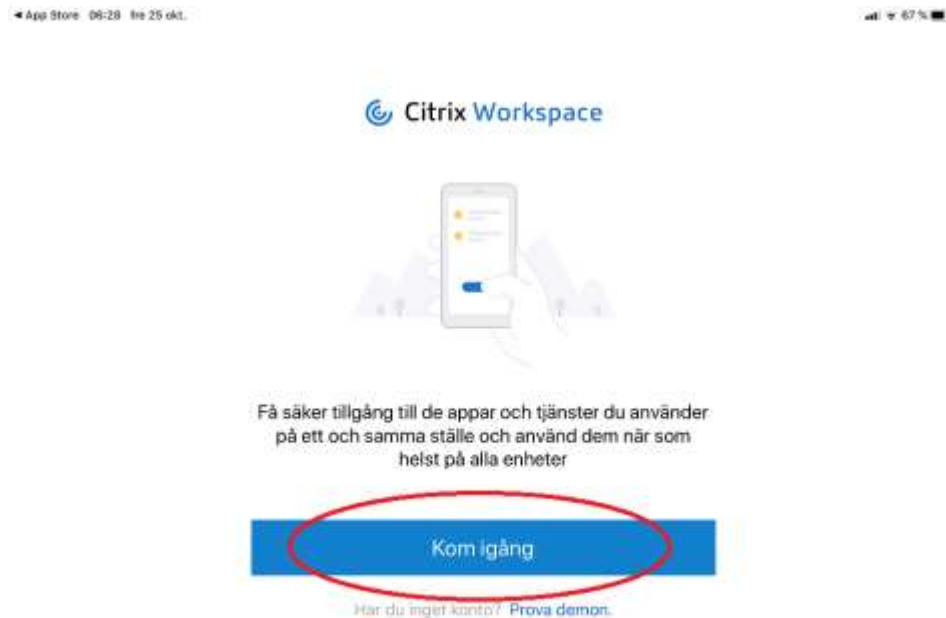 ◀ App Store 06:28 fre 25 okt. 67 %
Citrix Workspace
Få säker tillgång till de appar och tjänster du använder
på ett och samma ställe och använd dem när som
helst på alla enheter
Kom igång
Har du inget konto? Prova demon.